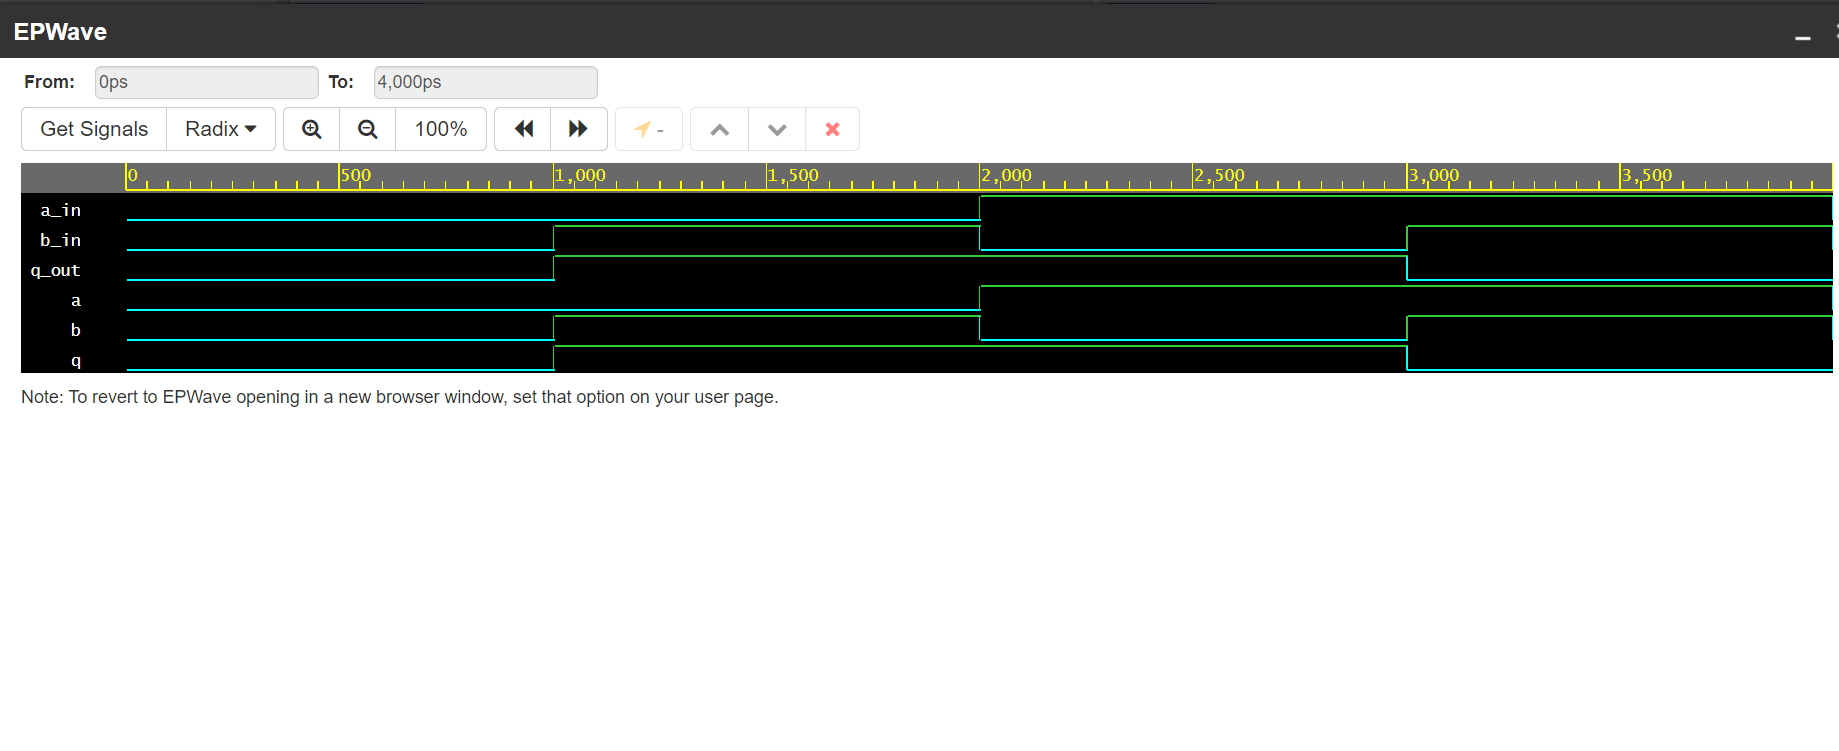 EPWave
From: 0ps To: 4,000ps
Get Signals Radix 100% -
0 500 1,000 1,500 2,000 2,500 3,000 3,500
a_in
b_in
q_out
a
b
q
Note: To revert to EPWave opening in a new browser window, set that option on your user page.